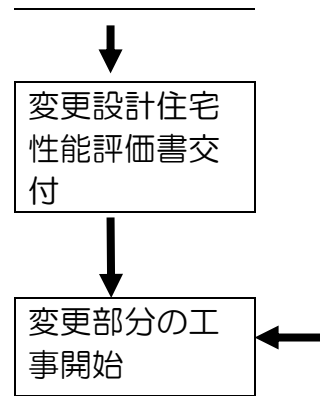 変更設計住宅
性能評価書交
付
変更部分の工
事開始